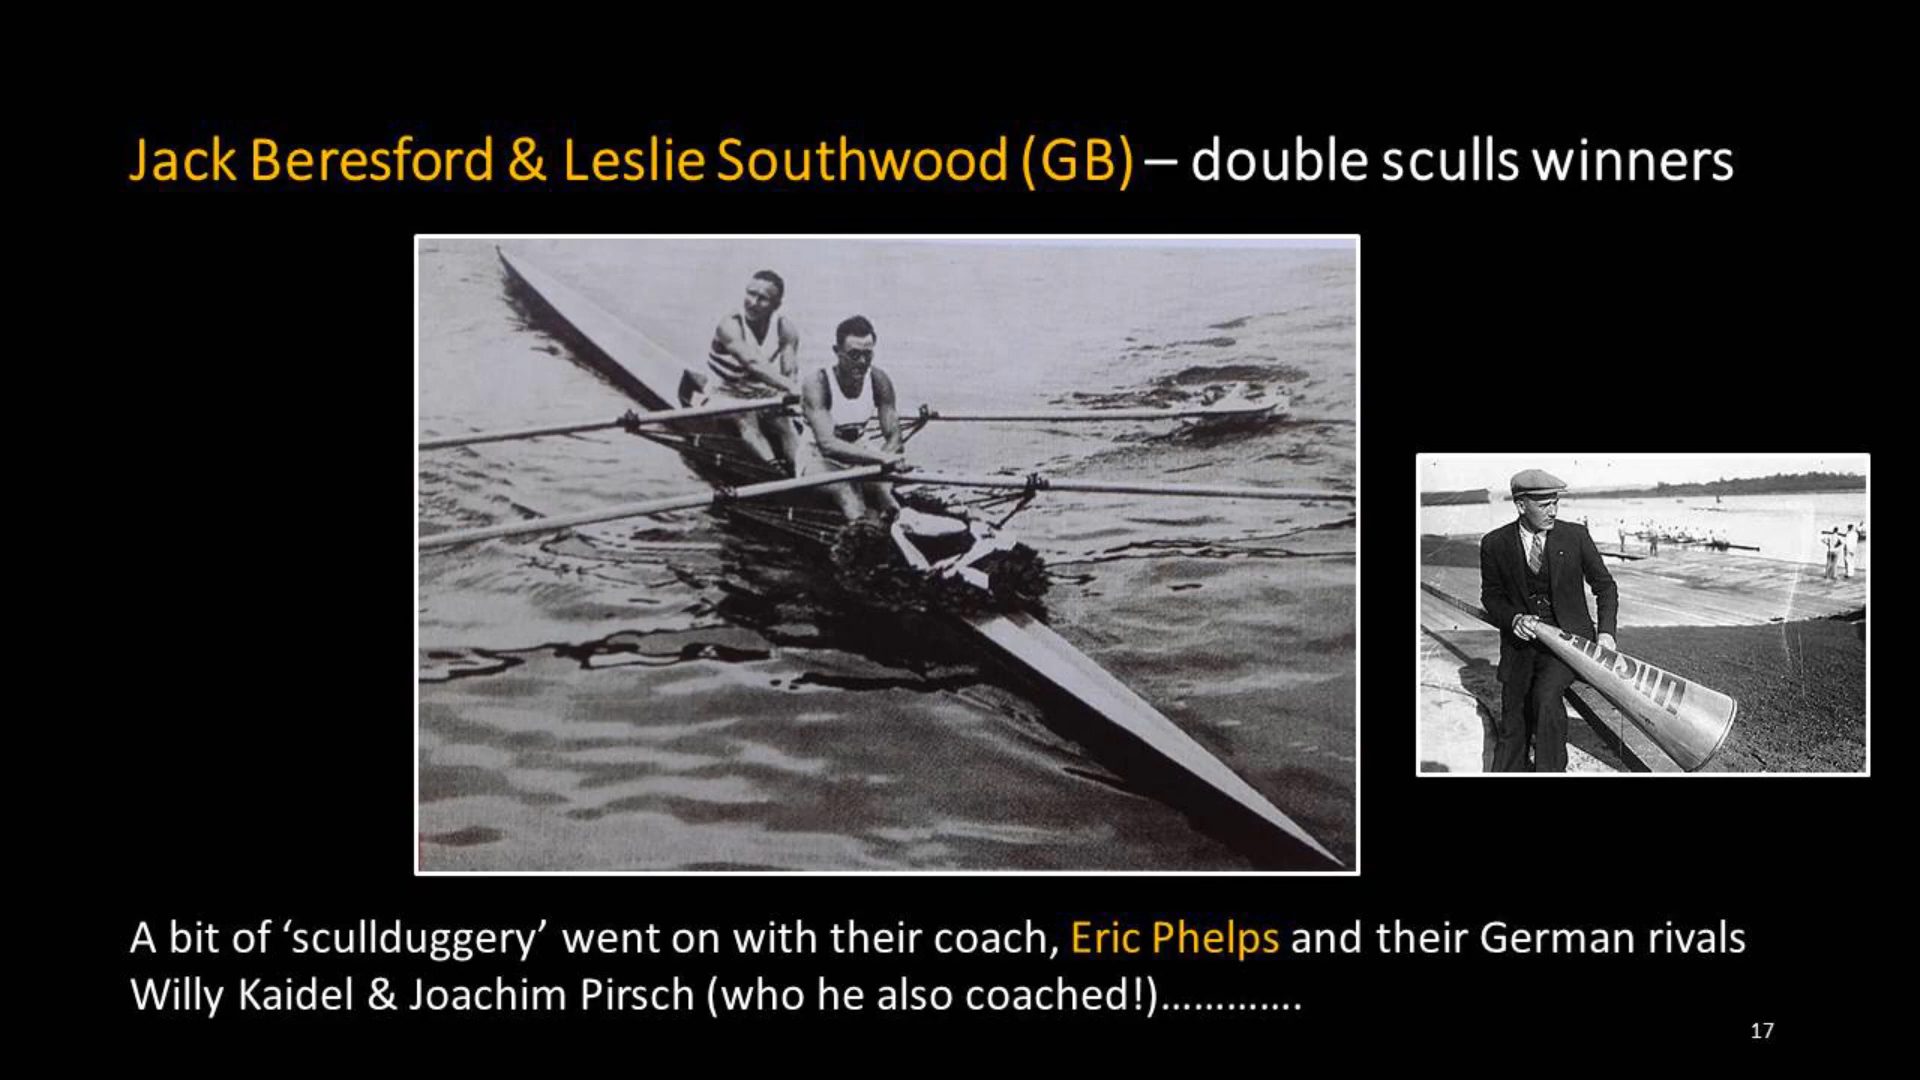 Jack Beresford & Leslie Southwood (GB) – double sculls winners
A bit of ‘scullduggery’ went on with their coach, Eric Phelps and their German rivals
Willy Kaidel & Joachim Pirsch (who he also coached!)………….
17